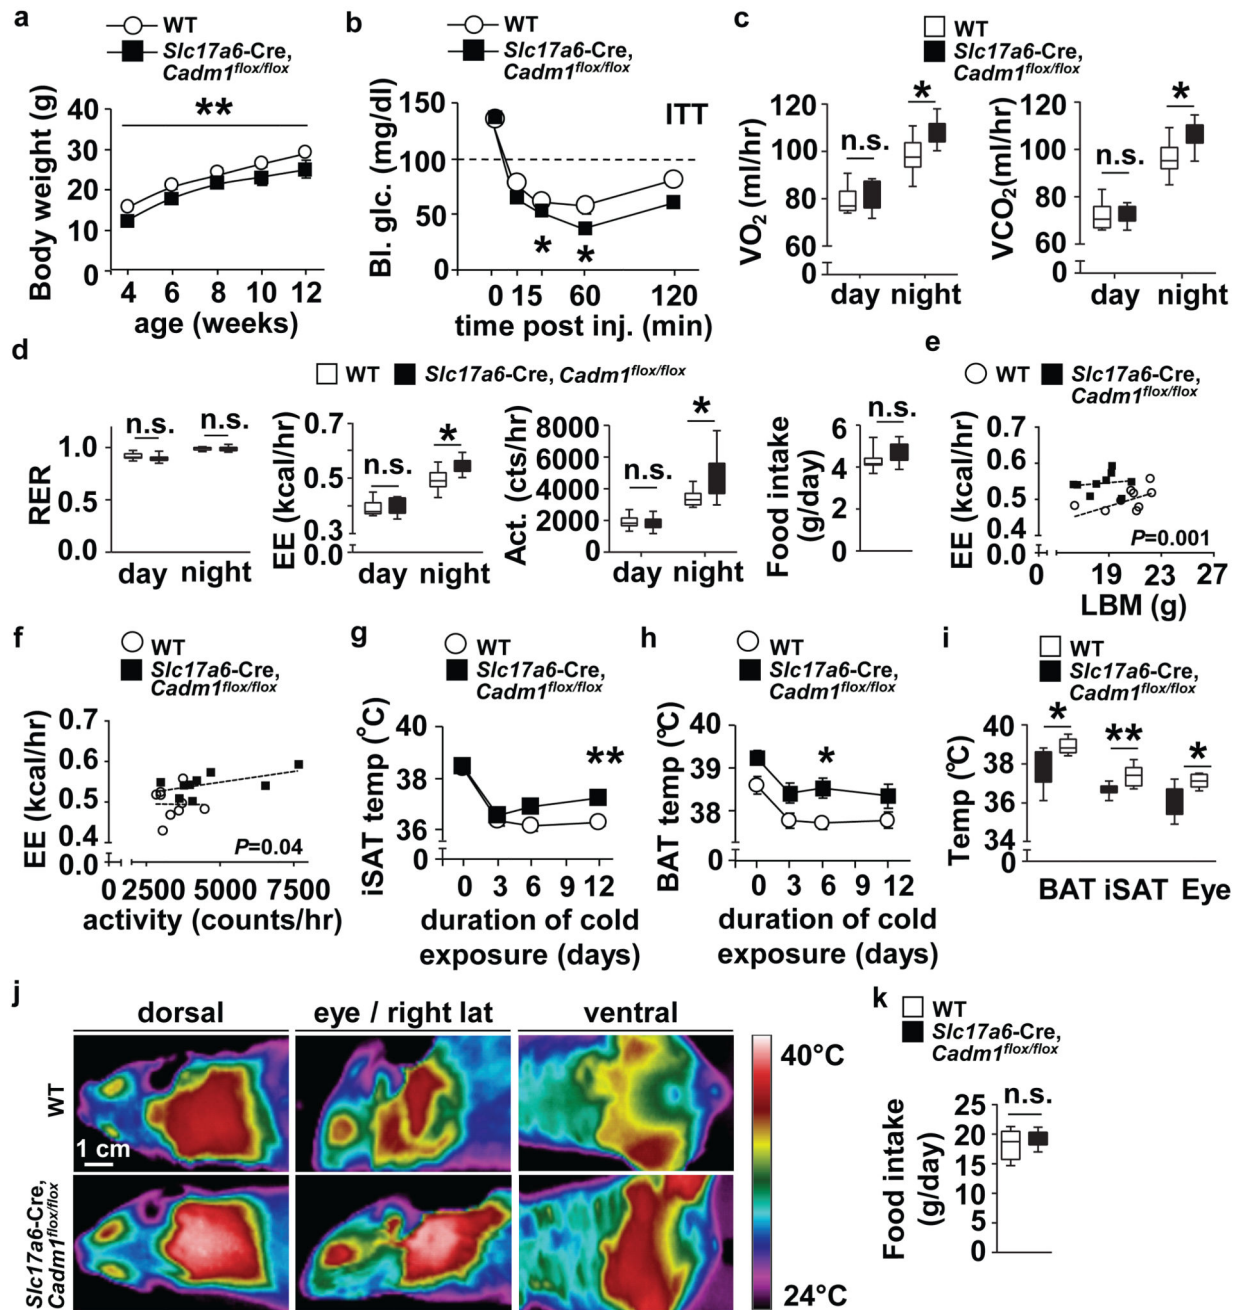 a
WT
Slc17a6-Cre,
Cadm1flox/flox
Body weight (g)
40
30
20
10
0
**
4 6 8 10 12
age (weeks)
b
WT
Slc17a6-Cre,
Cadm1flox/flox
Bl. glc. (mg/dl)
150
100
50
0
ITT
* *
0 15 30 60 120
time post inj. (min)
c
WT
Slc17a6-Cre,
Cadm1flox/flox
VO2 (ml/hr)
120
100
80
60
0
n.s.
*
day night
VCO2(ml/hr)
120
100
80
60
0
n.s.
*
day night
d
WT Slc17a6-Cre, Cadm1flox/flox
RER
1.0
0.5
0.0
n.s. n.s.
day night
EE (kcal/hr)
0.7
0.5
0.3
0.0
n.s.
*
day night
Act. (cts/hr)
8000
6000
4000
2000
0
n.s.
*
day night
Food intake
(g/day)
6
4
2
0
n.s.
e
WT Slc17a6-Cre,
Cadm1flox/flox
EE (kcal/hr)
0.7
0.6
0.5
0.4
0.0
P=0.001
0 19 23 27
LBM (g)
f
WT
Slc17a6-Cre,
Cadm1flox/flox
EE (kcal/hr)
0.7
0.6
0.5
0.4
0.0
P=0.04
0 2500 5000 7500
activity (counts/hr)
g
WT
Slc17a6-Cre,
Cadm1flox/flox
iSAT temp (°C)
40
38
36
0
**
0 3 6 9 12
duration of cold
exposure (days)
h
WT
Slc17a6-Cre,
Cadm1flox/flox
BAT temp (°C)
40
39
38
0
*
0 3 6 9 12
duration of cold
exposure (days)
i
WT
Slc17a6-Cre,
Cadm1flox/flox
Temp (°C)
40
38
36
34
0
* ** *
BAT iSAT Eye
j
dorsal eye / right lat ventral
WT
1 cm
Slc17a6-Cre,
Cadm1flox/flox
40°C
24°C
k
WT
Slc17a6-Cre,
Cadm1flox/flox
Food intake
(g/day)
25
20
15
10
5
0
n.s.